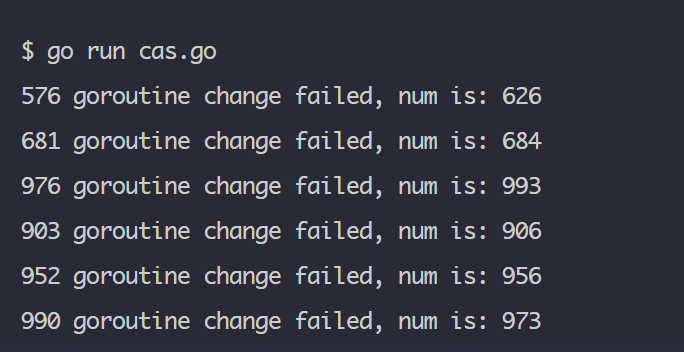 $ go run cas.go
576 goroutine change failed, num is: 626
681 goroutine change failed, num is: 684
976 goroutine change failed, num is: 993
903 goroutine change failed, num is: 906
952 goroutine change failed, num is: 956
990 goroutine change failed, num is: 973